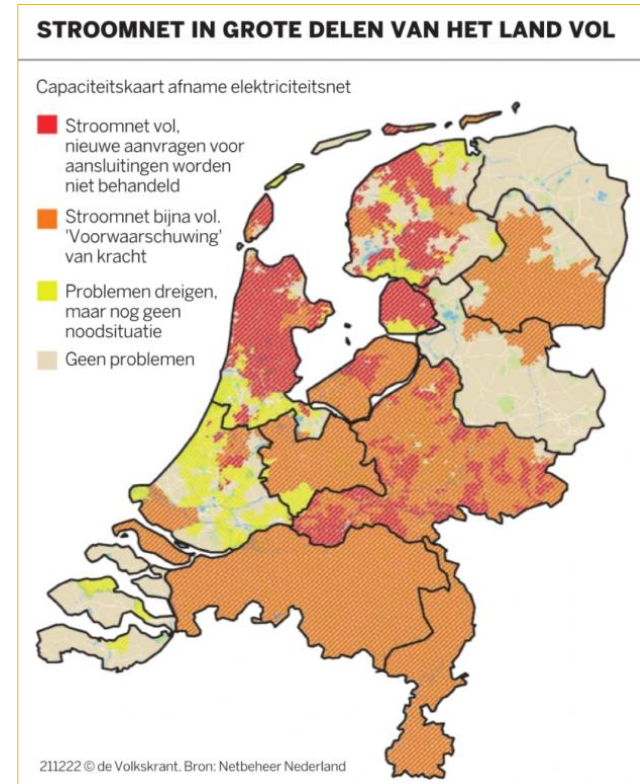 STROOMNET IN GROTE DELEN VAN HET LAND VOL
Capaciteitskaart afname elektriciteitsnet
Stroomnet vol,
nieuwe aanvragen voor
aansluitingen worden
niet behandeld
Stroomnet bijna vol.
'Voorwaarschuwing'
van kracht
Problemen dreigen,
maar nog geen
noodsituatie
Geen problemen
211222 © de Volkskrant. Bron: Netbeheer Nederland